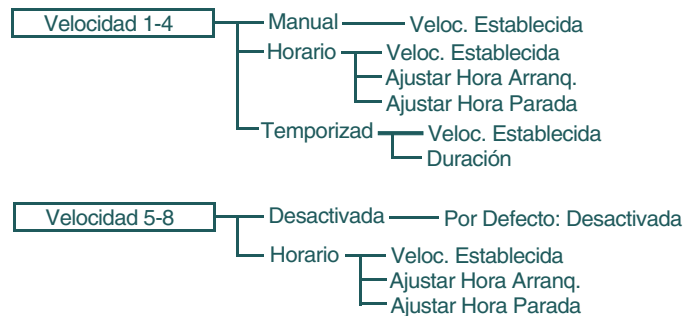 Velocidad 1-4 Manual Veloc. Establecida
Horario Veloc. Establecida
Ajustar Hora Arranq.
Ajustar Hora Parada
Temporizad Veloc. Establecida
Duración
Velocidad 5-8 Desactivada Por Defecto: Desactivada
Horario Veloc. Establecida
Ajustar Hora Arranq.
Ajustar Hora Parada